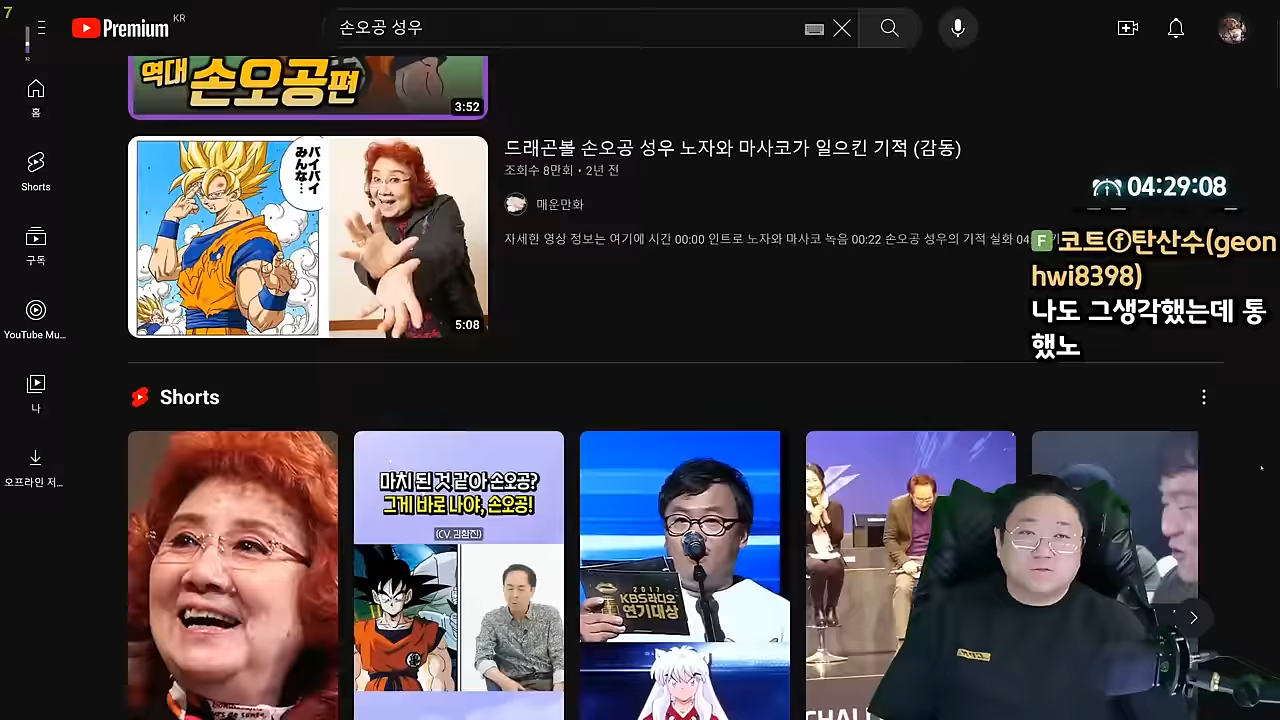 7
Premium KR
손오공 성우
역대 손오공편
3:52
バイバイ
みんな…
5:08
드래곤볼 손오공 성우 노자와 마사코가 일으킨 기적 (감동)
조회수 8만회 • 2년 전
매운만화
자세한 영상 정보는 여기에 시간 00:00 인트로 노자와 마사코 녹음 00:22 손오공 성우의 기적 실화 04:
04:29:08
F 코트ⓕ탄산수(geon
hwi8398)
나도 그생각했는데 통
했노
홈
Shorts
구독
YouTube Mu...
나
오프라인 저...
Shorts
마치 된 것 같아 손오공?
그게 바로 나야, 손오공!
(CV. 김환진)
2017
KBS라디오
연기대상